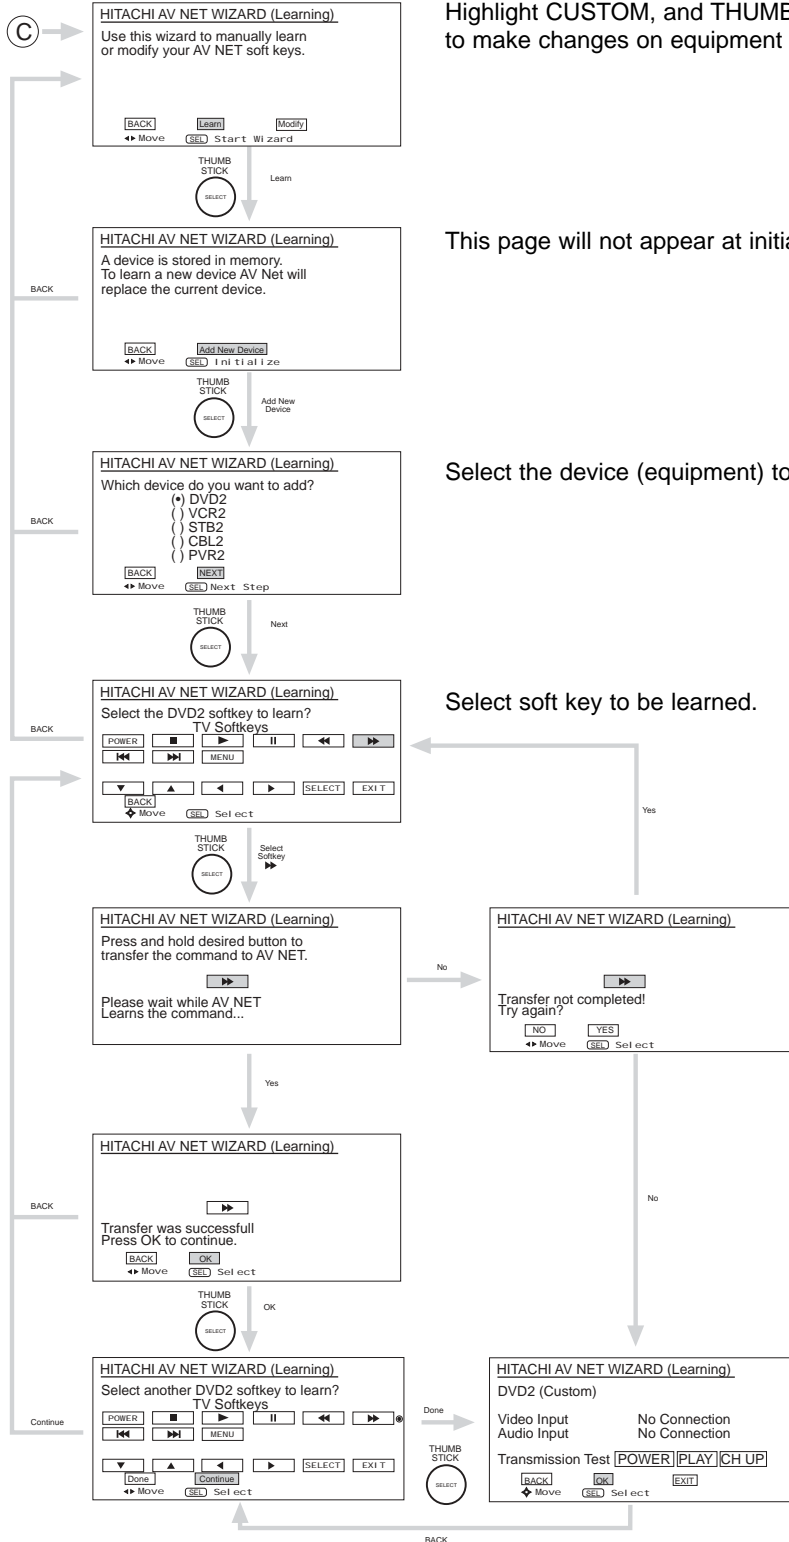 C
HITACHI AV NET WIZARD (Learning)
Use this wizard to manually learn
or modify your AV NET soft keys.
BACK Learn Modify
Move SEL Start Wizard
Highlight CUSTOM, and
to make changes on equipment
THUMB
STICK
SELECT
Learn
HITACHI AV NET WIZARD (Learning)
A device is stored in memory.
To learn a new device AV Net will
replace the current device.
BACK Add New Device
Move SEL Initialize
This page will not appear at
BACK
THUMB
STICK
SELECT
Add New
Device
HITACHI AV NET WIZARD (Learning)
Which device do you want to add?
(•) DVD2
( ) VCR2
( ) STB2
( ) CBL2
( ) PVR2
BACK NEXT
Move SEL Next Step
Select the device (equipment) to
BACK
THUMB
STICK
SELECT
Next
HITACHI AV NET WIZARD (Learning)
Select the DVD2 softkey to learn?
TV Softkeys
POWER ■ ▶ II ◀◀ ▶▶
|◀◀ ▶▶| MENU
▼ ▲ ◀ ▶ SELECT EXIT
BACK
Move SEL Select
Select soft key to be learned.
BACK
Yes
THUMB
STICK
SELECT
Select
Softkey
▶▶
HITACHI AV NET WIZARD (Learning)
Press and hold desired button to
transfer the command to AV NET.
▶▶
Please wait while AV NET
Learns the command...
No
HITACHI AV NET WIZARD (Learning)
▶▶
Transfer not completed!
Try again?
NO YES
Move SEL Select
Yes
No
HITACHI AV NET WIZARD (Learning)
▶▶
Transfer was successfull
Press OK to continue.
BACK OK
Move SEL Select
BACK
THUMB
STICK
SELECT
OK
HITACHI AV NET WIZARD (Learning)
Select another DVD2 softkey to learn?
TV Softkeys
POWER ■ ▶ II ◀◀ ▶▶
|◀◀ ▶▶| MENU
▼ ▲ ◀ ▶ SELECT EXIT
Done Continue
Move SEL Select
Continue
Done
THUMB
STICK
SELECT
HITACHI AV NET WIZARD (Learning)
DVD2 (Custom)
Video Input No Connection
Audio Input No Connection
Transmission Test POWER PLAY CH UP
BACK OK EXIT
Move SEL Select
BACK